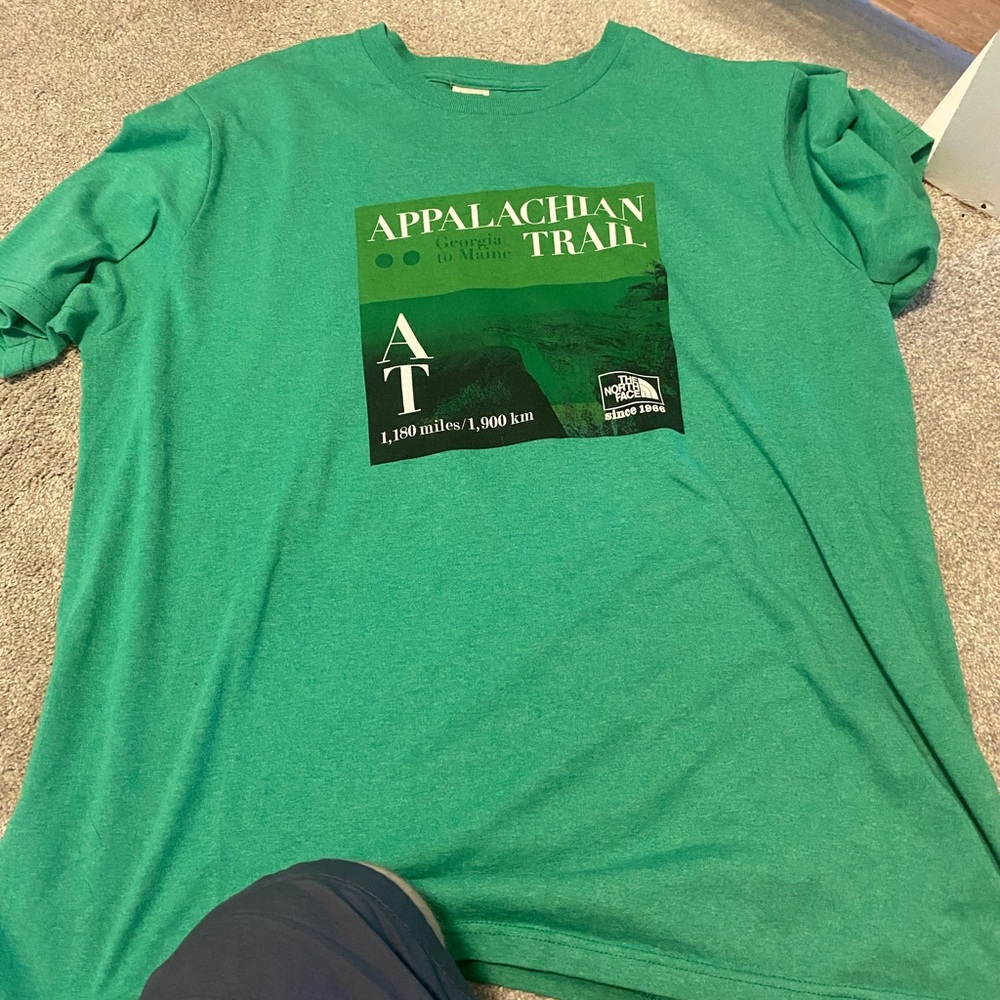 APPALACHIAN
TRAIL
Georgia
to Maine
A
T
1,180 miles/1,900 km
THE
NORTH
FACE
since 1966